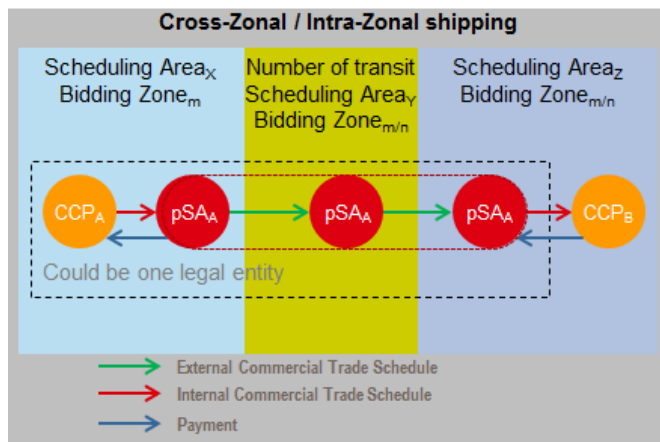 Cross-Zonal / Intra-Zonal shipping
Scheduling AreaX
Bidding Zonem
Number of transit
Scheduling AreaY
Bidding Zonem/n
Scheduling AreaZ
Bidding Zonem/n
CCPA
pSAA
pSAA
pSAA
CCPB
Could be one legal entity
External Commercial Trade Schedule
Internal Commercial Trade Schedule
Payment